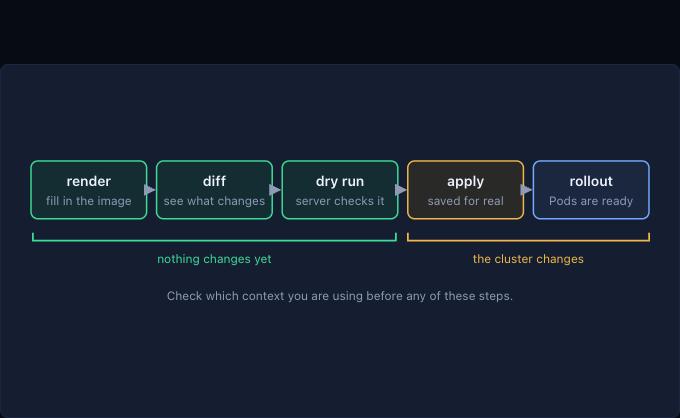 render
fill in the image
diff
see what changes
dry run
server checks it
apply
saved for real
rollout
Pods are ready
nothing changes yet
the cluster changes
Check which context you are using before any of these steps.